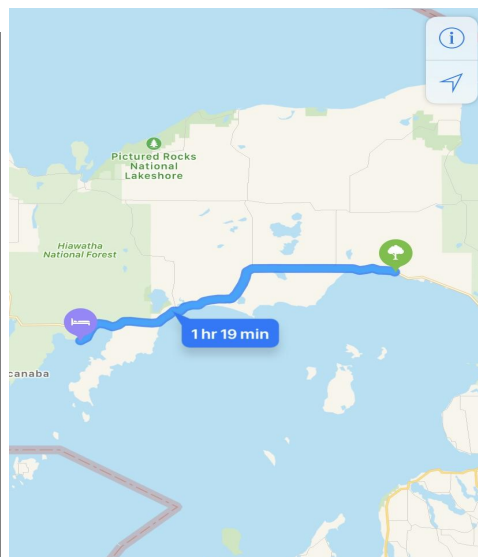 Pictured Rocks
National
Lakeshore
Hiawatha
National Forest
1 hr 19 min
canaba